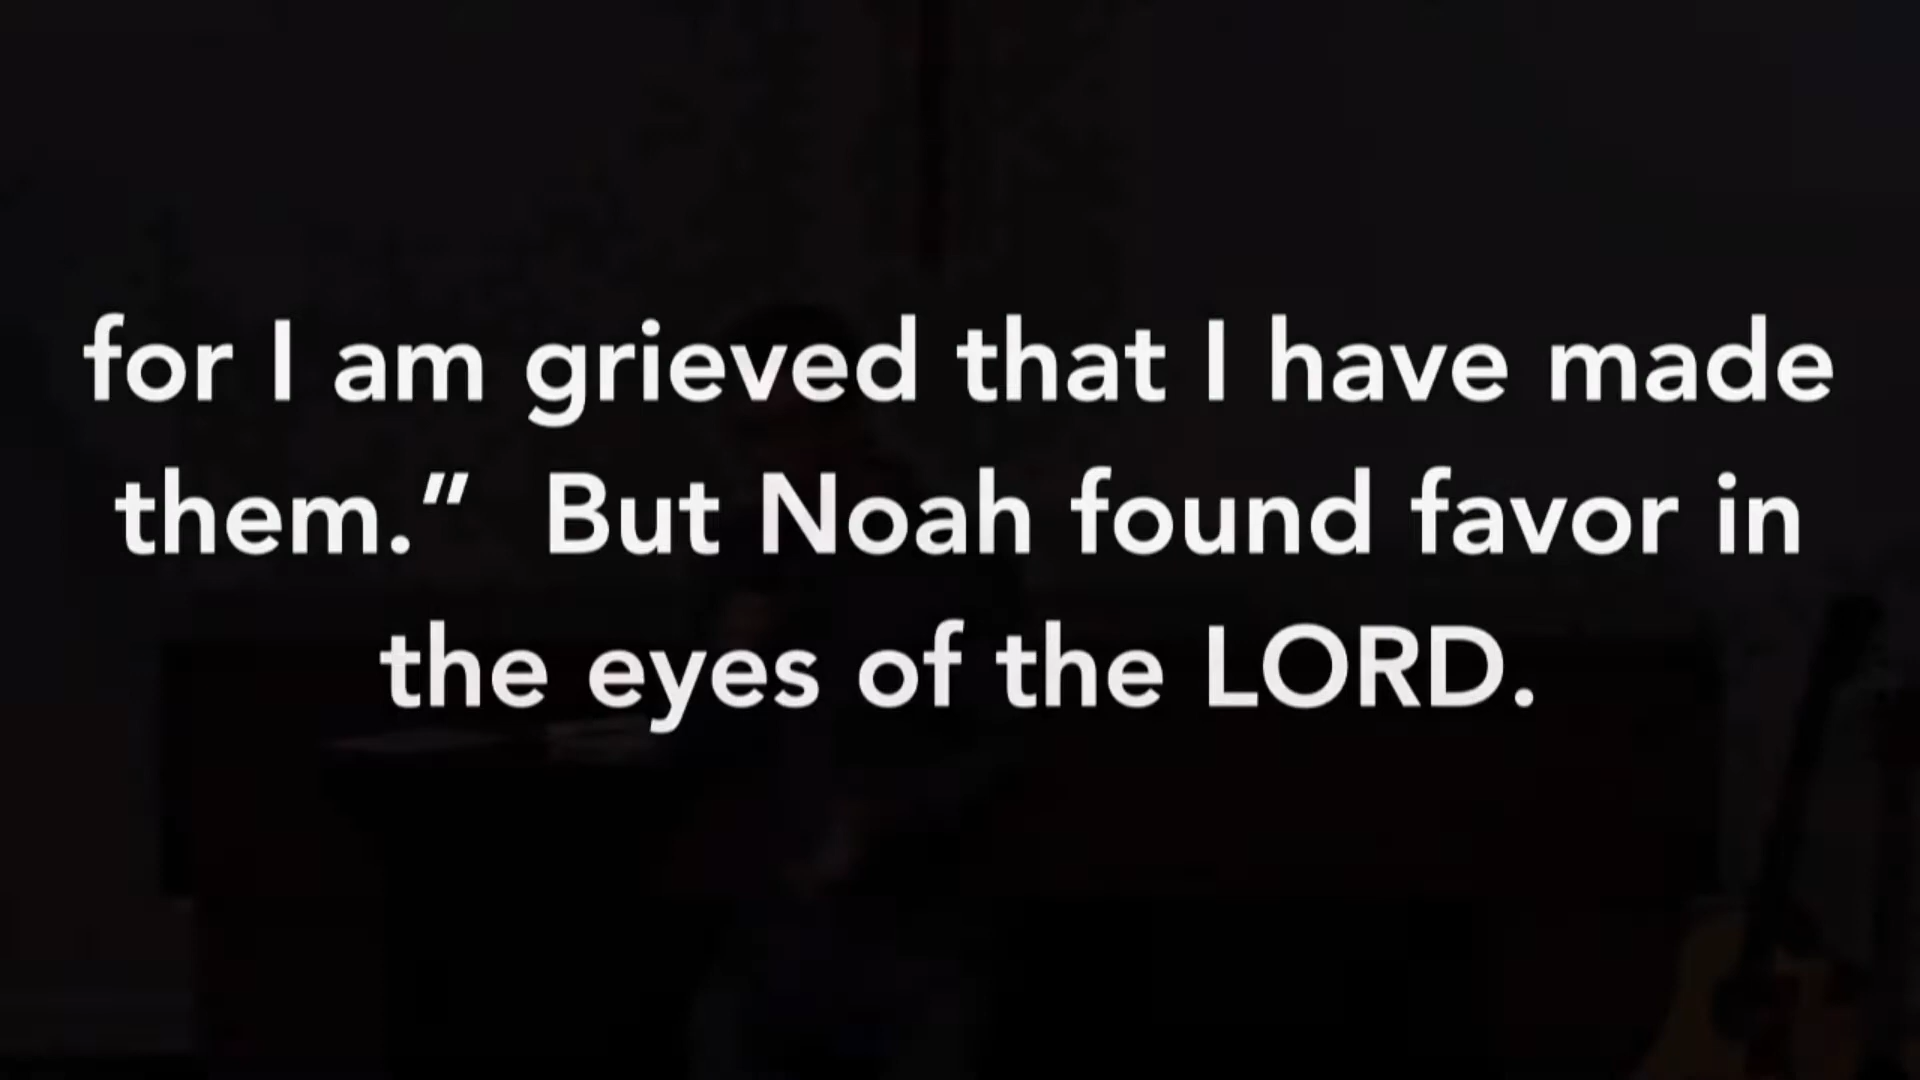 for I am grieved that I have made
them.” But Noah found favor in
the eyes of the LORD.